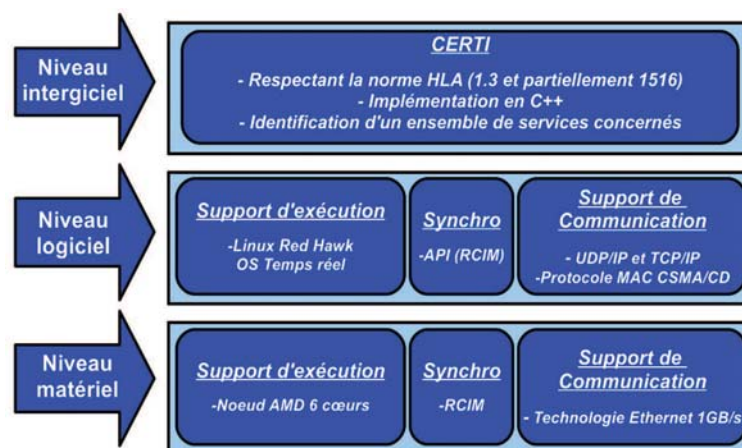 Niveau
intergiciel
CERTI
- Respectant la norme HLA (1.3 et partiellement 1516)
- Implémentation en C++
- Identification d'un ensemble de services concernés
Niveau
logiciel
Support d'exécution
-Linux Red Hawk
OS Temps réel
Synchro
-API (RCIM)
Support de
Communication
- UDP/IP et TCP/IP
-Protocole MAC CSMA/CD
Niveau
matériel
Support d'exécution
-Noeud AMD 6 cœurs
Synchro
-RCIM
Support de
Communication
- Technologie Ethernet 1GB/s